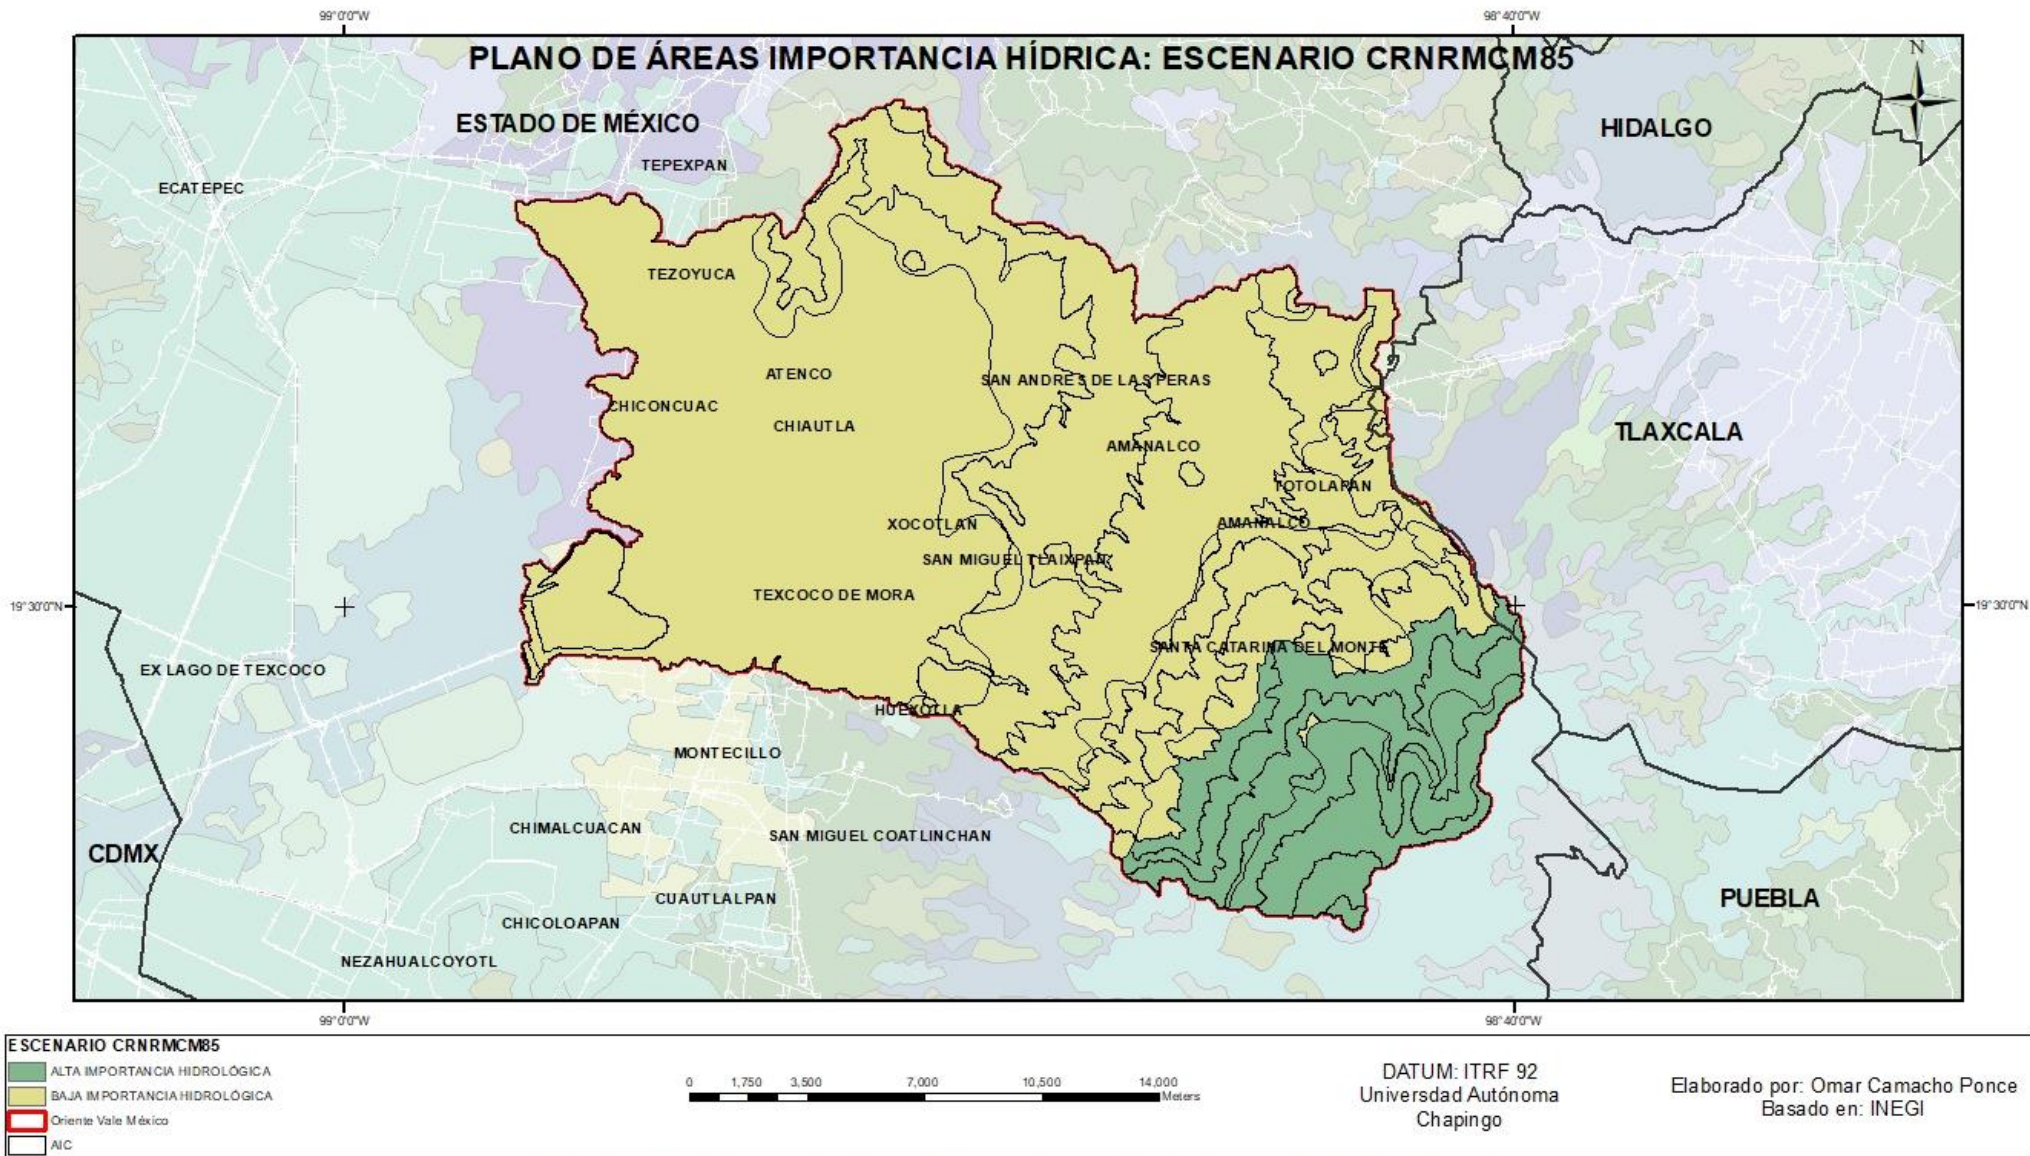 99°0'0"W
98°40'0"W
PLANO DE ÁREAS IMPORTANCIA HÍDRICA: ESCENARIO CRNRMCM85
N
ESTADO DE MÉXICO
HIDALGO
TEPEXPAN
ECATEPEC
TEZOYUCA
ATENCO
SAN ANDRES DE LAS PERAS
CHICONCUAC
CHIAUTLA
TLAXCALA
AMANALCO
TOTOLAPAN
XOCOTLAN
AMANALCO
SAN MIGUEL TLAIXPAN
TEXCOCO DE MORA
19°30'0"N
19°30'0"N
SANTA CATARINA DEL MONTE
EX LAGO DE TEXCOCO
HUEXOTLA
MONTECILLO
CHIMALCUACAN
SAN MIGUEL COATLINCHAN
CDMX
CUAUTLALPAN
PUEBLA
CHICOLOAPAN
NEZAHUALCOYOTL
99°0'0"W
98°40'0"W
ESCENARIO CRNRMCM85
ALTA IMPORTANCIA HIDROLÓGICA
BAJA IMPORTANCIA HIDROLÓGICA
Oriente Vale México
AIC
0 1,750 3,500 7,000 10,500 14,000
Meters
DATUM: ITRF 92
Universdad Autónoma
Chapingo
Elaborado por: Omar Camacho Ponce
Basado en: INEGI